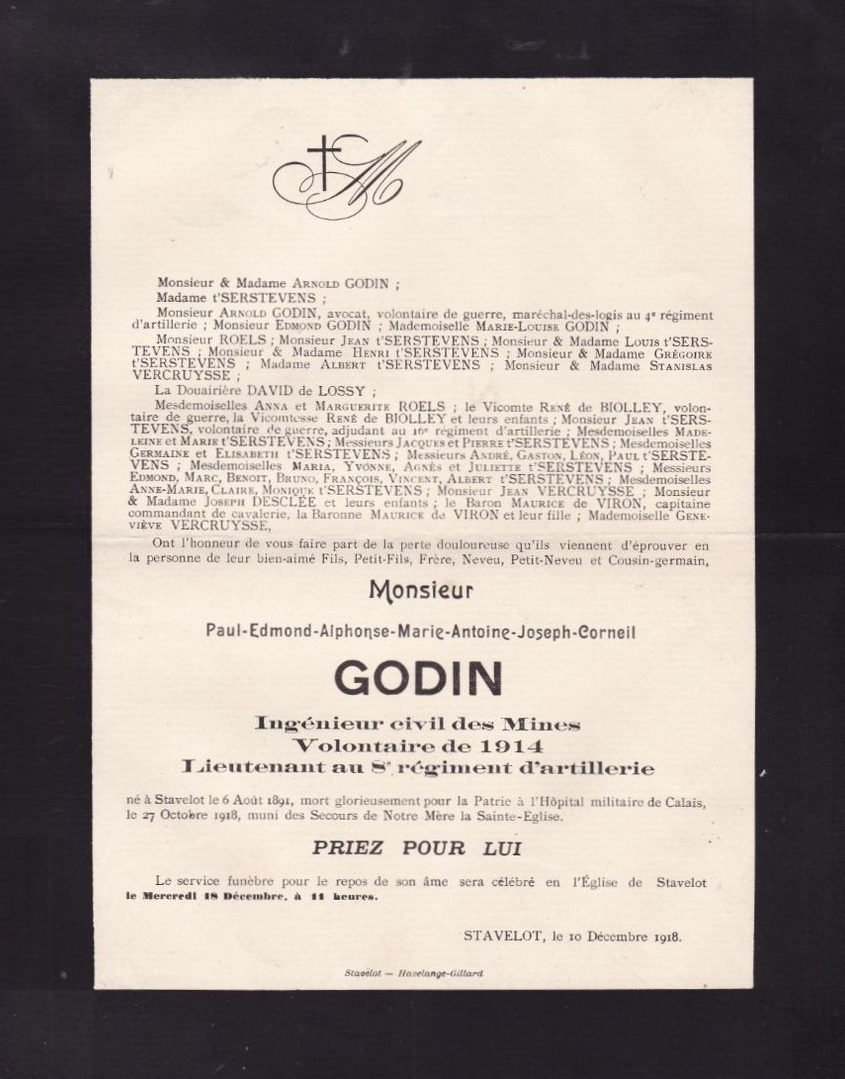 M
Monsieur & Madame ARNOLD GODIN ;
Madame t'SERSTEVENS ;
Monsieur ARNOLD GODIN, avocat, volontaire de guerre, maréchal-des-logis au 4e régiment
d'artillerie ; Monsieur EDMOND GODIN ; Mademoiselle MARIE-LOUISE GODIN ;
Monsieur ROELS ; Monsieur JEAN t'SERSTEVENS ; Monsieur & Madame LOUIS t'SERS-
TEVENS ; Monsieur & Madame HENRI t'SERSTEVENS ; Monsieur & Madame GRÉGOIRE
t'SERSTEVENS ; Madame ALBERT t'SERSTEVENS ; Monsieur & Madame STANISLAS
VERCRUYSSE ;
La Douairière DAVID de LOSSY ;
Mesdemoiselles ANNA et MARGUERITE ROELS ; le Vicomte RENÉ de BIOLLEY, volon-
taire de guerre, la Vicomtesse RENÉ de BIOLLEY et leurs enfants ; Monsieur JEAN t'SERS-
TEVENS, volontaire de guerre, adjudant au 16e régiment d'artillerie ; Mesdemoiselles MADE-
LEINE et MARIE t'SERSTEVENS ; Messieurs JACQUES et PIERRE t'SERSTEVENS ; Mesdemoiselles
GERMAINE et ELISABETH t'SERSTEVENS ; Messieurs ANDRÉ, GASTON, LÉON, PAUL t'SERSTE-
VENS ; Mesdemoiselles MARIA, YVONNE, AGNÈS et JULIETTE t'SERSTEVENS ; Messieurs
EDMOND, MARC, BENOIT, BRUNO, FRANÇOIS, VINCENT, ALBERT t'SERSTEVENS ; Mesdemoiselles
ANNE-MARIE, CLAIRE, MONIQUE t'SERSTEVENS ; Monsieur JEAN VERCRUYSSE ; Monsieur
& Madame JOSEPH DESCLÉE et leurs enfants ; le Baron MAURICE de VIRON, capitaine
commandant de cavalerie, la Baronne MAURICE de VIRON et leur fille ; Mademoiselle GENE-
VIÈVE VERCRUYSSE,
Ont l'honneur de vous faire part de la perte douloureuse qu'ils viennent d'éprouver en
la personne de leur bien-aimé Fils, Petit-Fils, Frère, Neveu, Petit-Neveu et Cousin-germain,
Monsieur
Paul-Edmond-Alphonse-Marie-Antoine-Joseph-Corneil
GODIN
Ingénieur civil des Mines
Volontaire de 1914
Lieutenant au 8e régiment d'artillerie
né à Stavelot le 6 Août 1891, mort glorieusement pour la Patrie à l'Hôpital militaire de Calais,
le 27 Octobre 1918, muni des Secours de Notre Mère la Sainte-Eglise.
PRIEZ POUR LUI
Le service funèbre pour le repos de son âme sera célébré en l'Église de Stavelot
le Mercredi 18 Décembre, à 11 heures.
STAVELOT, le 10 Décembre 1918.
Stavelot — Havelange-Gillard